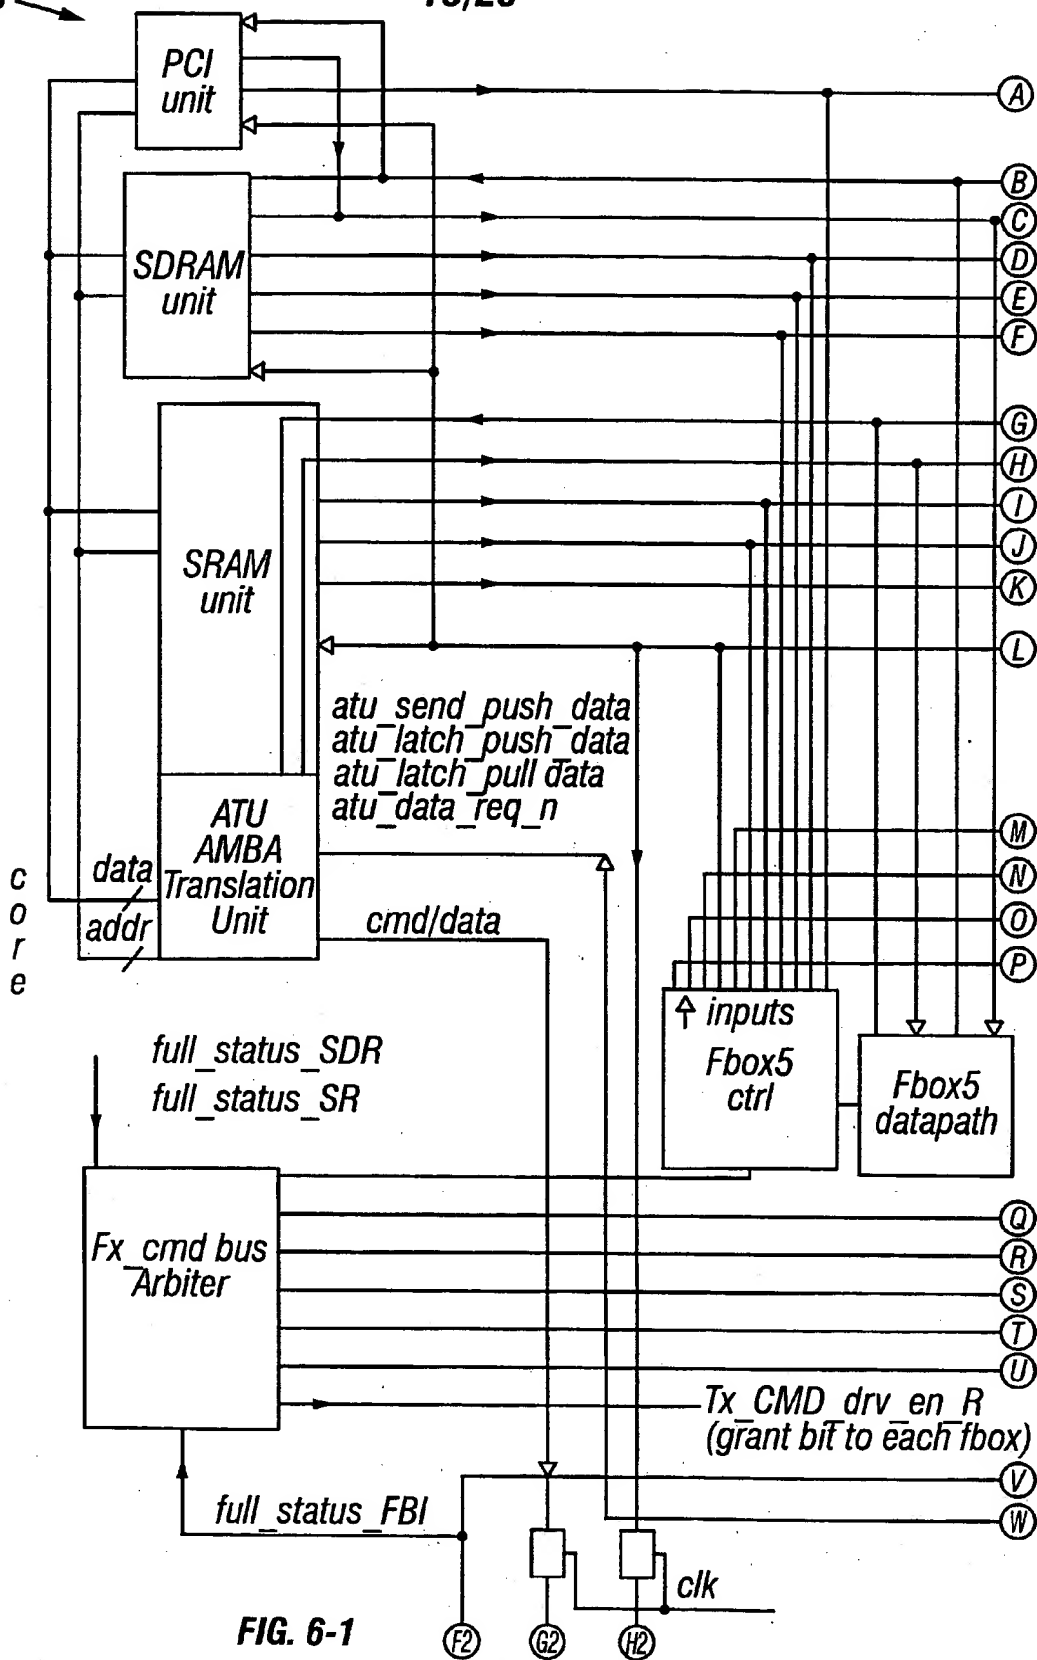 PCI
unit
A
B
C
SDRAM
unit
D
E
F
G
H
I
SRAM
unit
J
K
L
atu_send_push_data
atu_latch_push_data
atu_latch_pull data
atu_data_req_n
ATU
AMBA
Translation
Unit
data
addr
core
cmd/data
M
N
O
P
inputs
Fbox5
ctrl
Fbox5
datapath
full_status_SDR
full_status_SR
Fx_cmd bus
Arbiter
Q
R
S
T
U
Tx_CMD_drv_en_R
(grant bit to each fbox)
V
full_status_FBI
W
clk
FIG. 6-1
F2
G2
H2